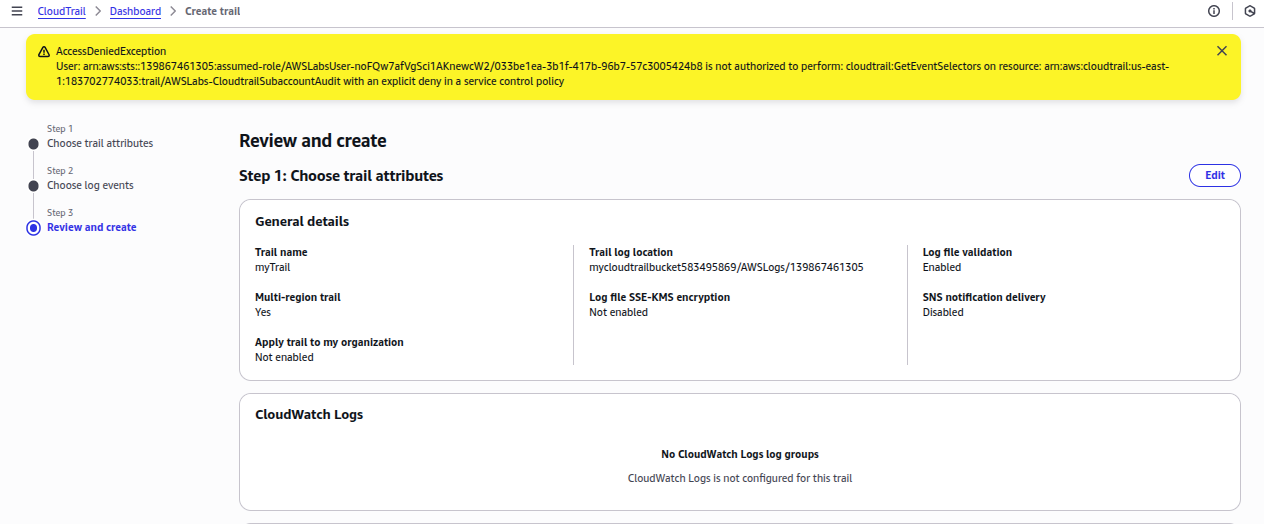 CloudTrail > Dashboard > Create trail
AccessDeniedException
User: arn:aws:sts::139867461305:assumed-role/AWSLabsUser-noFQw7afVgSci1AKnewcW2/033be1ea-3b1f-417b-96b7-57c3005424b8 is not authorized to perform: cloudtrail:GetEventSelectors on resource: arn:aws:cloudtrail:us-east-
1:183702774033:trail/AWSLabs-CloudtrailSubaccountAudit with an explicit deny in a service control policy
Step 1
Choose trail attributes
Step 2
Choose log events
Step 3
Review and create
Review and create
Step 1: Choose trail attributes
Edit
General details
Trail name
myTrail
Multi-region trail
Yes
Apply trail to my organization
Not enabled
Trail log location
mycloudtrailbucket583495869/AWSLogs/139867461305
Log file SSE-KMS encryption
Not enabled
Log file validation
Enabled
SNS notification delivery
Disabled
CloudWatch Logs
No CloudWatch Logs log groups
CloudWatch Logs is not configured for this trail